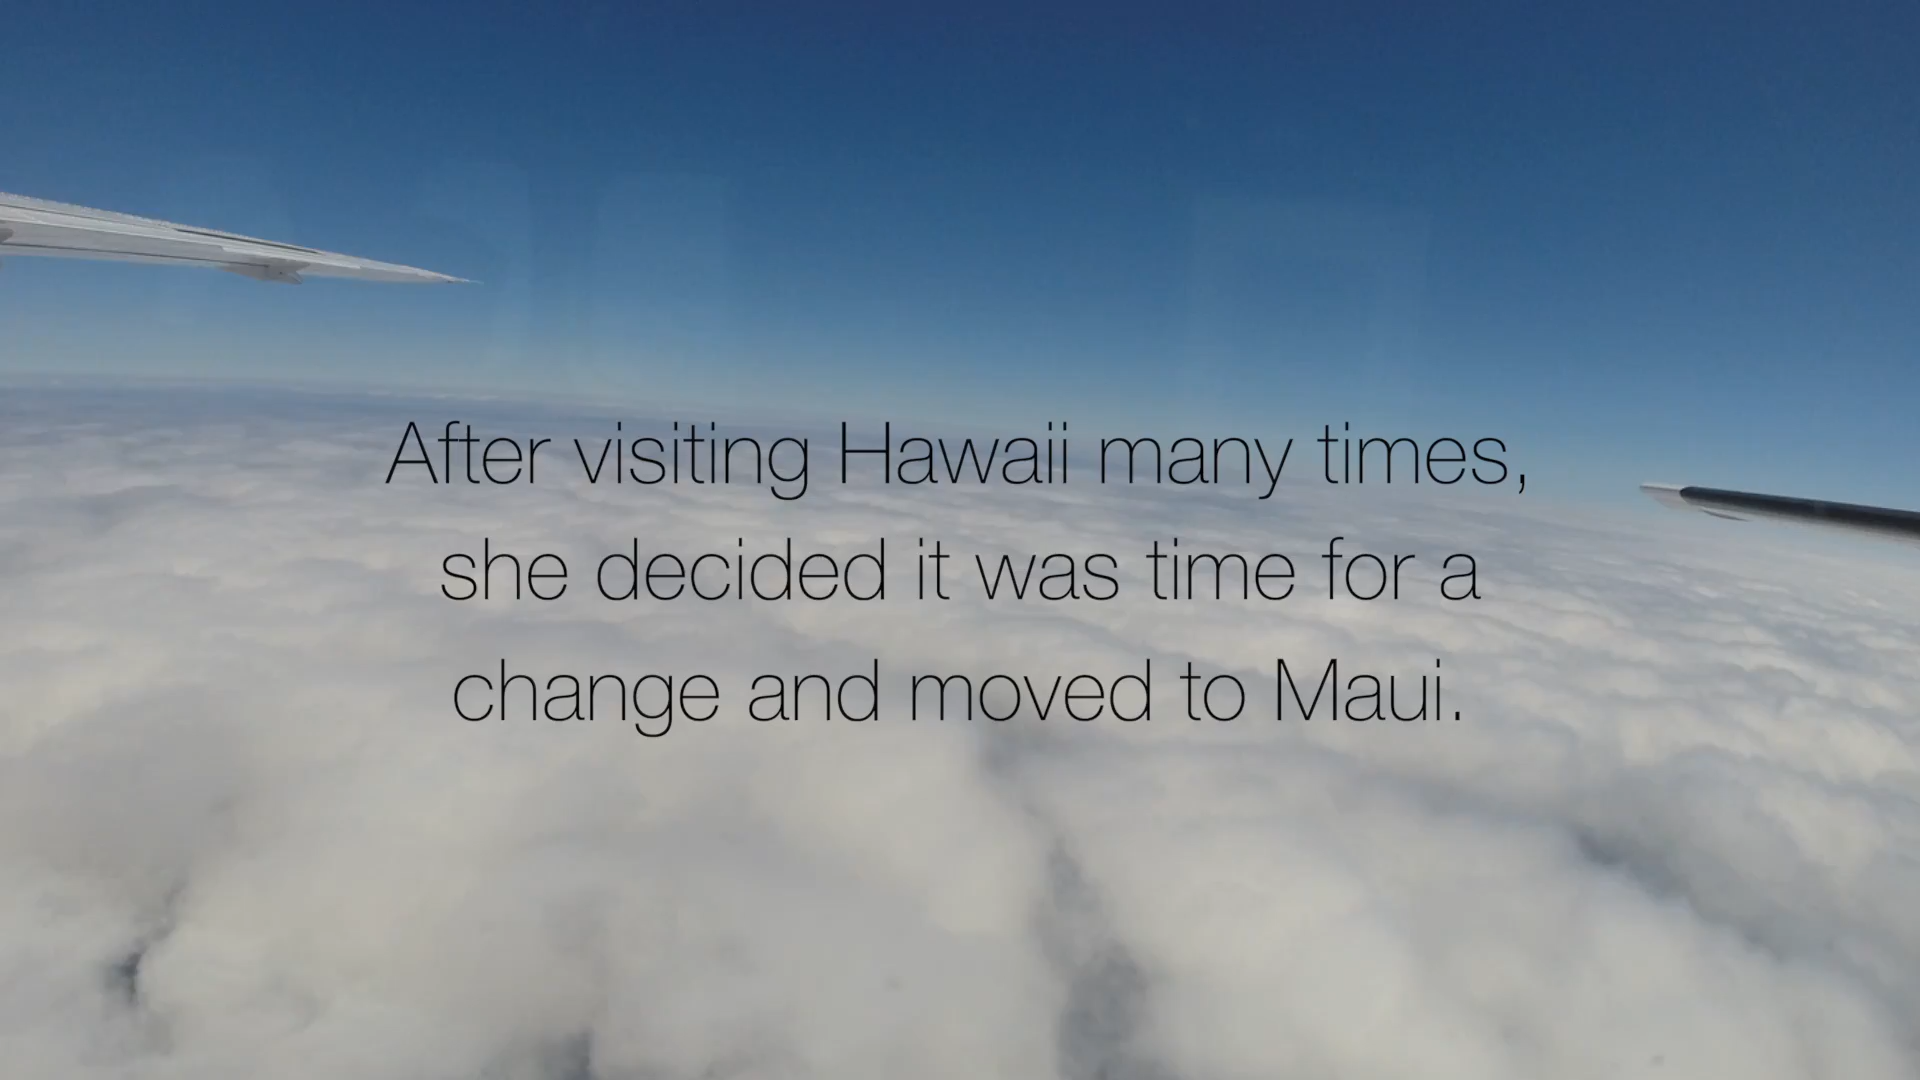 After visiting Hawaii many times,
she decided it was time for a
change and moved to Maui.